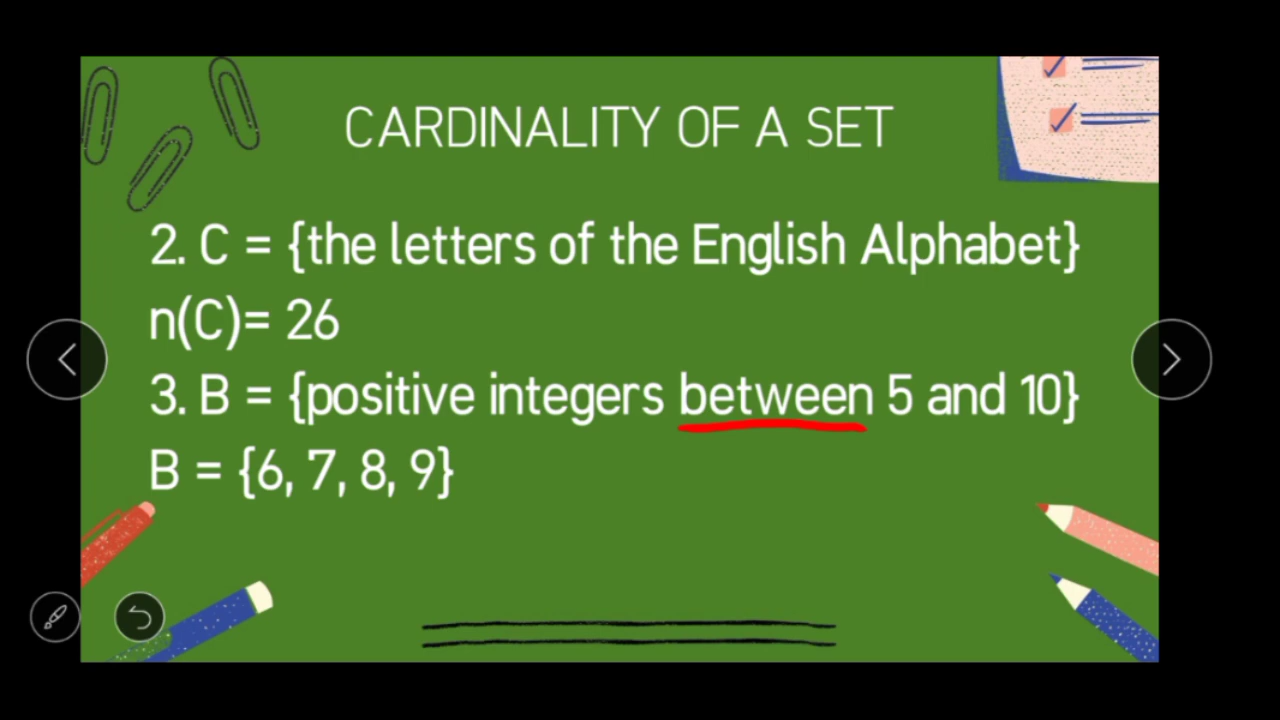 CARDINALITY OF A SET
2. C = {the letters of the English Alphabet}
n(C)= 26
3. B = {positive integers between 5 and 10}
B = {6, 7, 8, 9}